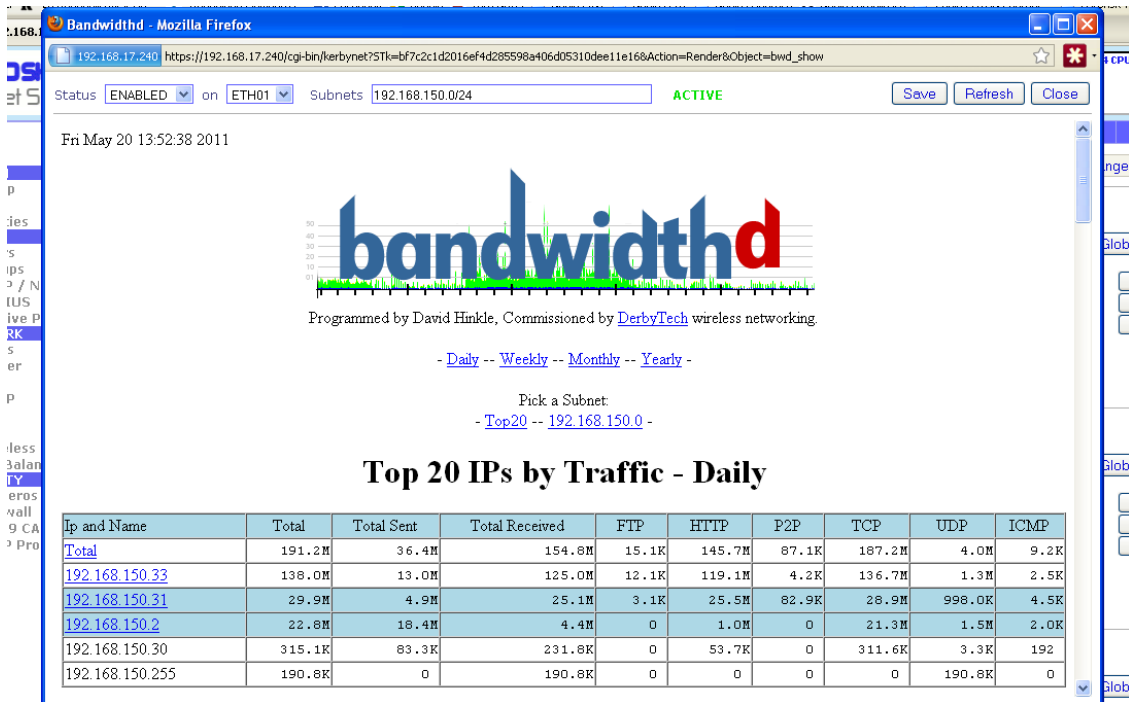 Bandwidthd - Mozilla Firefox
192.168.17.240 https://192.168.17.240/cgi-bin/kerbynet?STk=bf7c2c1d2016ef4d285598a406d05310dee11e16&Action=Render&Object=bwd_show
Status ENABLED on ETH01 Subnets 192.168.150.0/24 ACTIVE Save Refresh Close
Fri May 20 13:52:38 2011
bandwidthd
Programmed by David Hinkle, Commissioned by DerbyTech wireless networking.
- Daily -- Weekly -- Monthly -- Yearly -
Pick a Subnet:
- Top20 -- 192.168.150.0 -
Top 20 IPs by Traffic - Daily
Ip and Name Total Total Sent Total Received FTP HTTP P2P TCP UDP ICMP
Total 191.2M 36.4M 154.8M 15.1K 145.7M 87.1K 187.2M 4.0M 9.2K
192.168.150.33 138.0M 13.0M 125.0M 12.1K 119.1M 4.2K 136.7M 1.3M 2.5K
192.168.150.31 29.9M 4.9M 25.1M 3.1K 25.5M 82.9K 28.9M 998.0K 4.5K
192.168.150.2 22.8M 18.4M 4.4M 0 1.0M 0 21.3M 1.5M 2.0K
192.168.150.30 315.1K 83.3K 231.8K 0 53.7K 0 311.6K 3.3K 192
192.168.150.255 190.8K 0 190.8K 0 0 0 0 190.8K 0